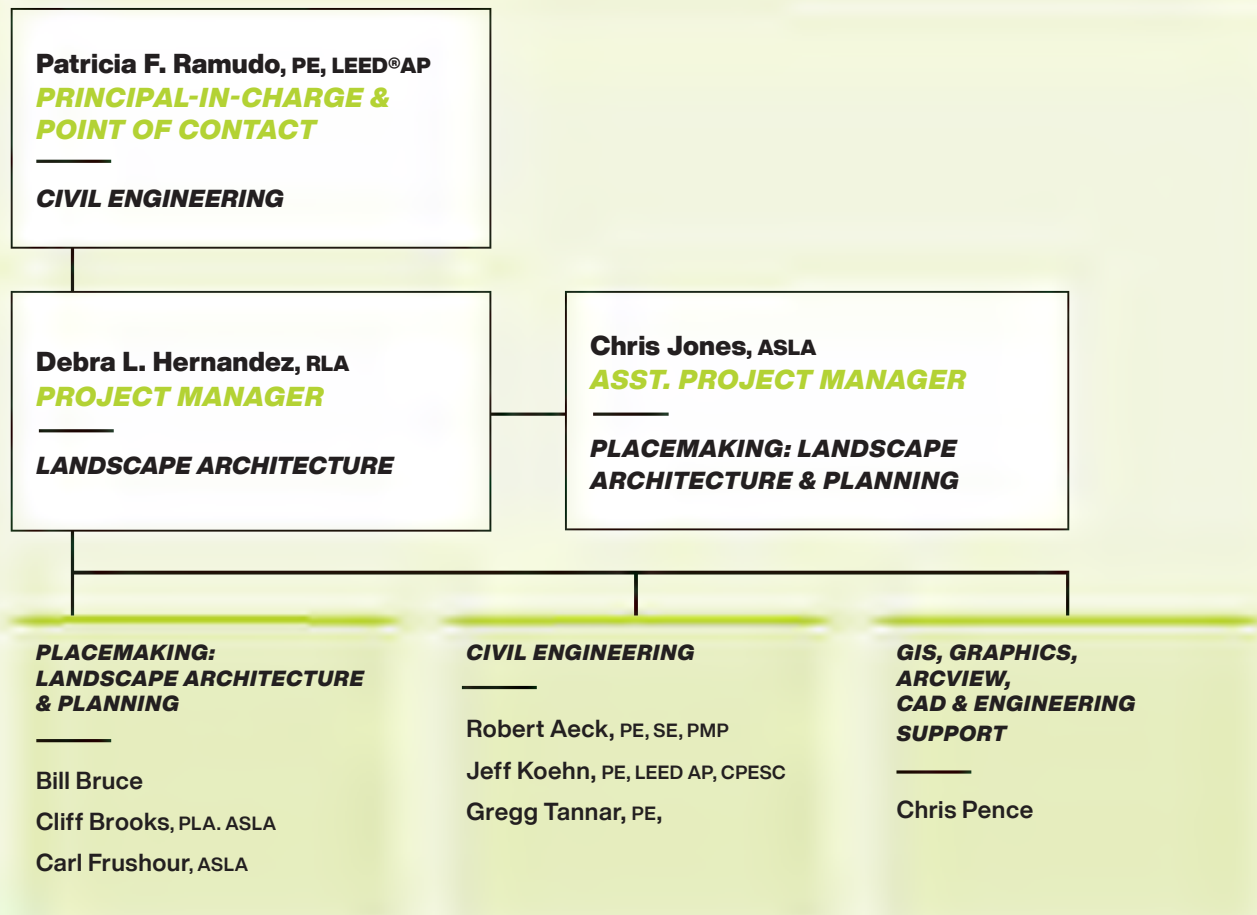 Patricia F. Ramudo, PE, LEED®AP
PRINCIPAL-IN-CHARGE &
POINT OF CONTACT
CIVIL ENGINEERING
Debra L. Hernandez, RLA
PROJECT MANAGER
LANDSCAPE ARCHITECTURE
Chris Jones, ASLA
ASST. PROJECT MANAGER
PLACEMAKING: LANDSCAPE
ARCHITECTURE & PLANNING
PLACEMAKING:
LANDSCAPE ARCHITECTURE
& PLANNING
Bill Bruce
Cliff Brooks, PLA. ASLA
Carl Frushour, ASLA
CIVIL ENGINEERING
Robert Aeck, PE, SE, PMP
Jeff Koehn, PE, LEED AP, CPESC
Gregg Tannar, PE,
GIS, GRAPHICS,
ARCVIEW,
CAD & ENGINEERING
SUPPORT
Chris Pence